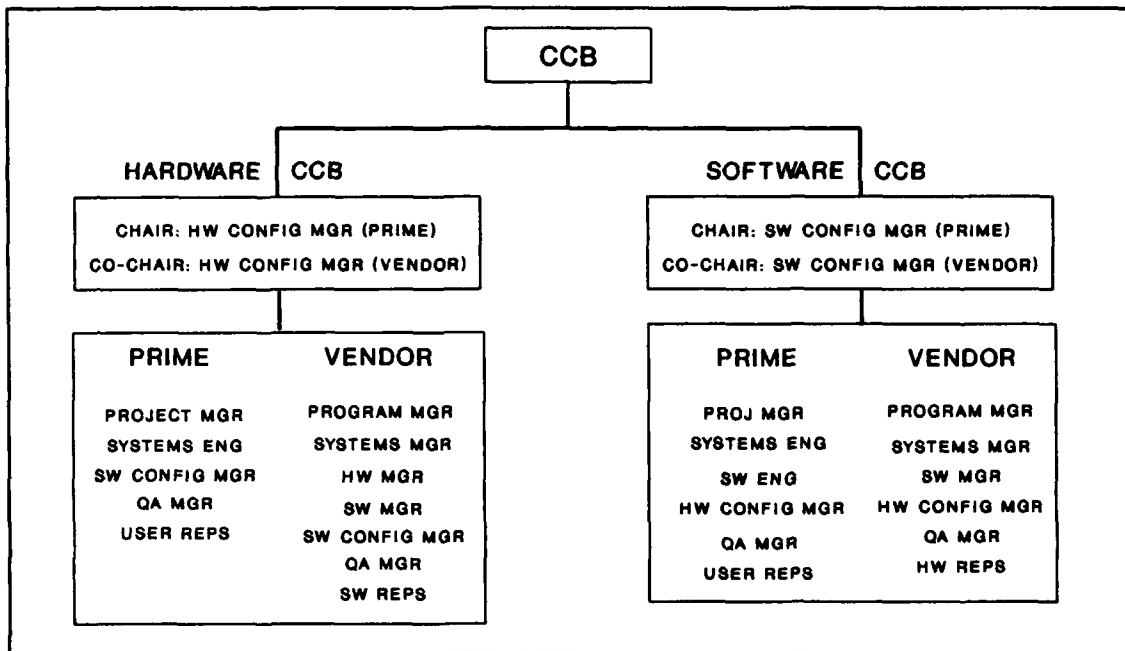 CCB
HARDWARE CCB
CHAIR: HW CONFIG MGR (PRIME)
CO-CHAIR: HW CONFIG MGR (VENDOR)
PRIME
PROJECT MGR
SYSTEMS ENG
SW CONFIG MGR
QA MGR
USER REPS
VENDOR
PROGRAM MGR
SYSTEMS MGR
HW MGR
SW MGR
SW CONFIG MGR
QA MGR
SW REPS
SOFTWARE CCB
CHAIR: SW CONFIG MGR (PRIME)
CO-CHAIR: SW CONFIG MGR (VENDOR)
PRIME
PROJ MGR
SYSTEMS ENG
SW ENG
HW CONFIG MGR
QA MGR
USER REPS
VENDOR
PROGRAM MGR
SYSTEMS MGR
SW MGR
HW CONFIG MGR
QA MGR
HW REPS